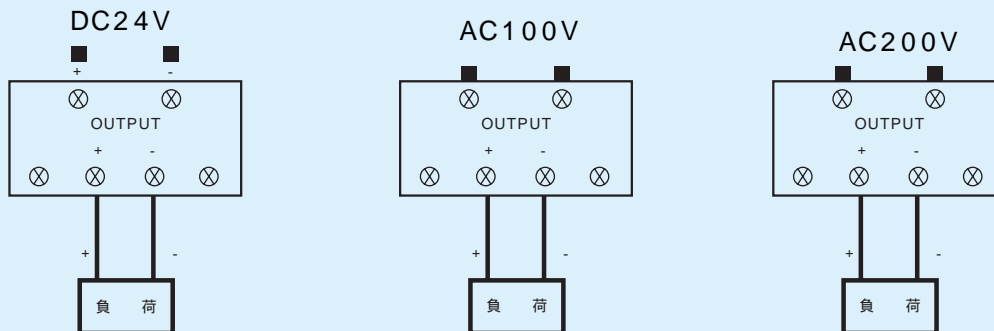 DC24V
+ -
OUTPUT
+ -
+ -
負 荷
AC100V
OUTPUT
+ -
+ -
負 荷
AC200V
OUTPUT
+ -
+ -
負 荷